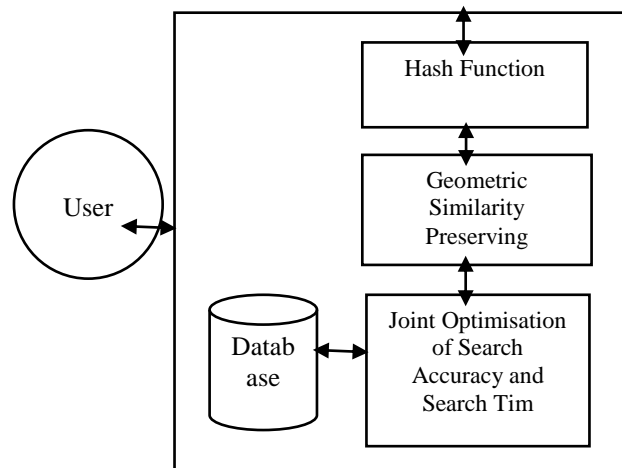 Hash Function
User
Geometric
Similarity
Preserving
Datab
ase
Joint Optimisation
of Search
Accuracy and
Search Tim